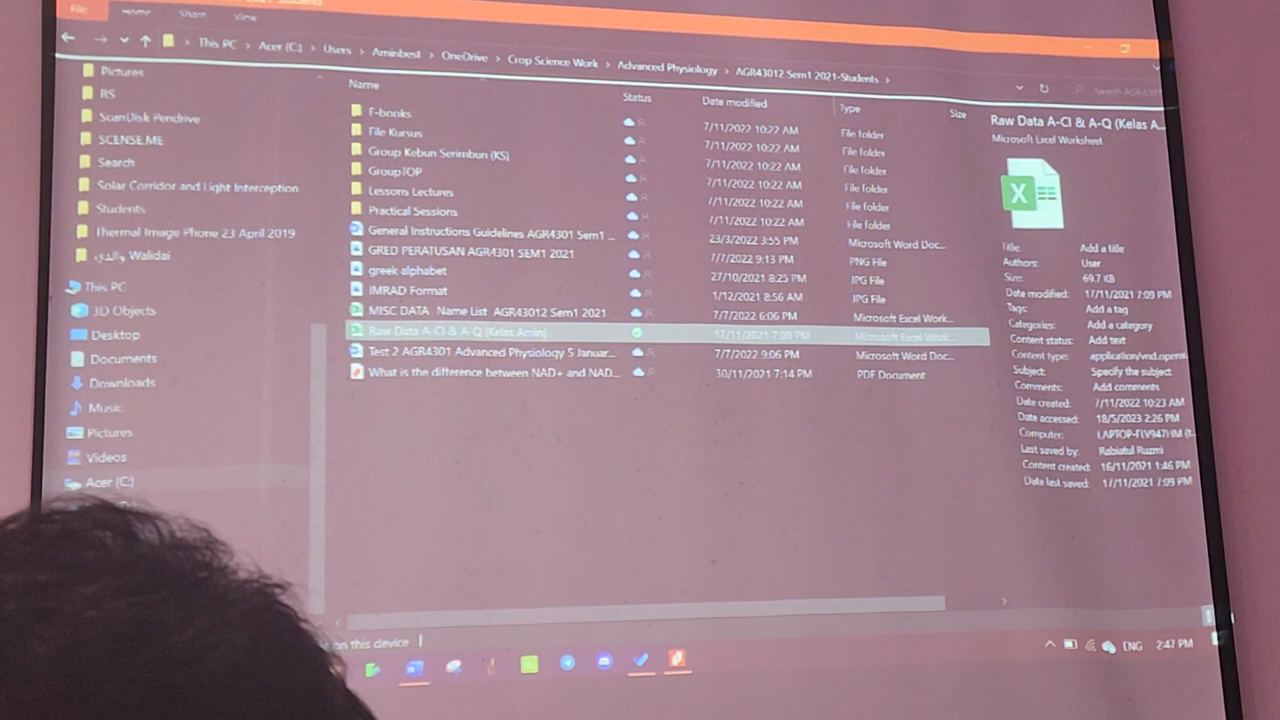 File Home Share View
This PC > Acer (C:) > Users > Aminbest > OneDrive > Crop Science Work > Advanced Physiology > AGR43012 Sem1 2021-Students >
Pictures
RS
ScanDisk Pendrive
SCENSE.ME
Search
Solar Corridor and Light Interception
Students
Thermal Image Phone 23 April 2019
والدي Walidai
This PC
3D Objects
Desktop
Documents
Downloads
Music
Pictures
Videos
Acer (C:)
Name Status Date modified Type Size
E-books 7/11/2022 10:22 AM File folder
File Kursus 7/11/2022 10:22 AM File folder
Group Kebun Serimbun (KS) 7/11/2022 10:22 AM File folder
GroupTOP 7/11/2022 10:22 AM File folder
Lessons Lectures 7/11/2022 10:22 AM File folder
Practical Sessions 7/11/2022 10:22 AM File folder
General Instructions Guidelines AGR4301 Sem1 ... 23/3/2022 3:55 PM Microsoft Word Doc...
GRED PERATUSAN AGR4301 SEM1 2021 7/7/2022 9:13 PM PNG File
greek alphabet 27/10/2021 8:25 PM JPG File
IMRAD Format 1/12/2021 8:56 AM JPG File
MISC DATA Name List AGR43012 Sem1 2021 7/7/2022 6:06 PM Microsoft Excel Work...
Raw Data A-CI & A-Q (Kelas Amin) 17/11/2021 7:09 PM Microsoft Excel Work...
Test 2 AGR4301 Advanced Physiology 5 Januar... 7/7/2022 9:06 PM Microsoft Word Doc...
What is the difference between NAD+ and NAD... 30/11/2021 7:14 PM PDF Document
Raw Data A-CI & A-Q (Kelas A...
Microsoft Excel Worksheet
Title: Add a title
Authors: User
Size: 69.7 KB
Date modified: 17/11/2021 7:09 PM
Tags: Add a tag
Categories: Add a category
Content status: Add text
Content type: application/vnd.opens
Subject: Specify the subject
Comments: Add comments
Date created: 7/11/2022 10:23 AM
Date accessed: 18/5/2023 2:26 PM
Computer:
Last saved by: Rabiatul Ruzmi
Content created: 16/11/2021 1:46 PM
Date last saved: 17/11/2021 7:09 PM
on this device
ENG 2:47 PM